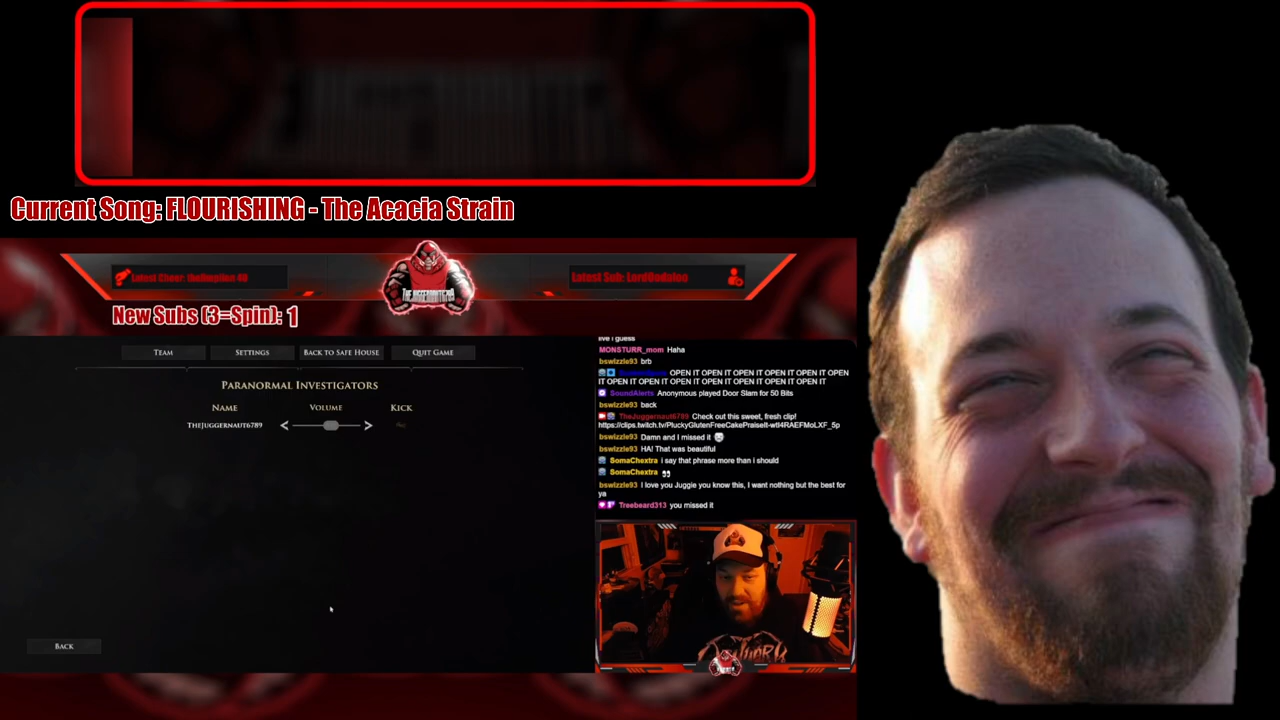 Current Song: FLOURISHING - The Acacia Strain
Latest Sub: LordUndaloo
THEJUGGERNAUT6789
New Subs (3=Spin): 1
TEAM SETTINGS BACK TO SAFE HOUSE QUIT GAME
PARANORMAL INVESTIGATORS
NAME VOLUME KICK
THEJUGGERNAUT6789 < >
BACK
live i guess
MONSTURR_mom Haha
bswizzle93 brb
OPEN IT OPEN IT OPEN IT OPEN IT OPEN IT OPEN IT OPEN
IT OPEN IT OPEN IT OPEN IT OPEN IT OPEN IT OPEN IT OPEN IT
SoundAlerts Anonymous played Door Slam for 50 Bits
bswizzle93 back
TheJuggernaut6789 Check out this sweet, fresh clip!
https://clips.twitch.tv/PluckyGlutenFreeCakePraiseIt-wtI4RAEFMoLXF_5p
bswizzle93 Damn and I missed it
bswizzle93 HA! That was beautiful
SomaChextra i say that phrase more than i should
SomaChextra
bswizzle93 I love you Juggie you know this, I want nothing but the best for
ya
Treebeard313 you missed it